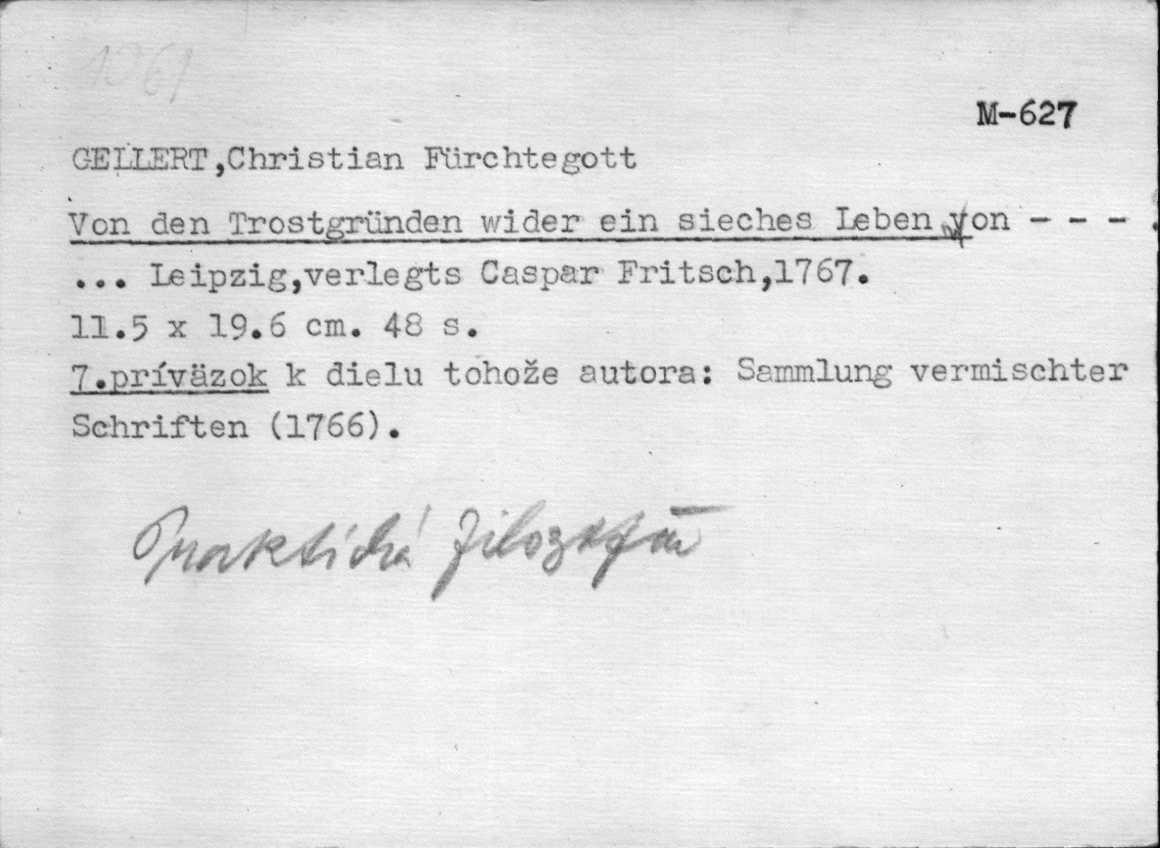 1061
M-627
GELLERT,Christian Fürchtegott
Von den Trostgründen wider ein sieches Leben von - - - .
... Leipzig,verlegts Caspar Fritsch,1767.
11.5 x 19.6 cm. 48 s.
7.príväzok k dielu tohože autora: Sammlung vermischter
Schriften (1766).
Praktická filozofia